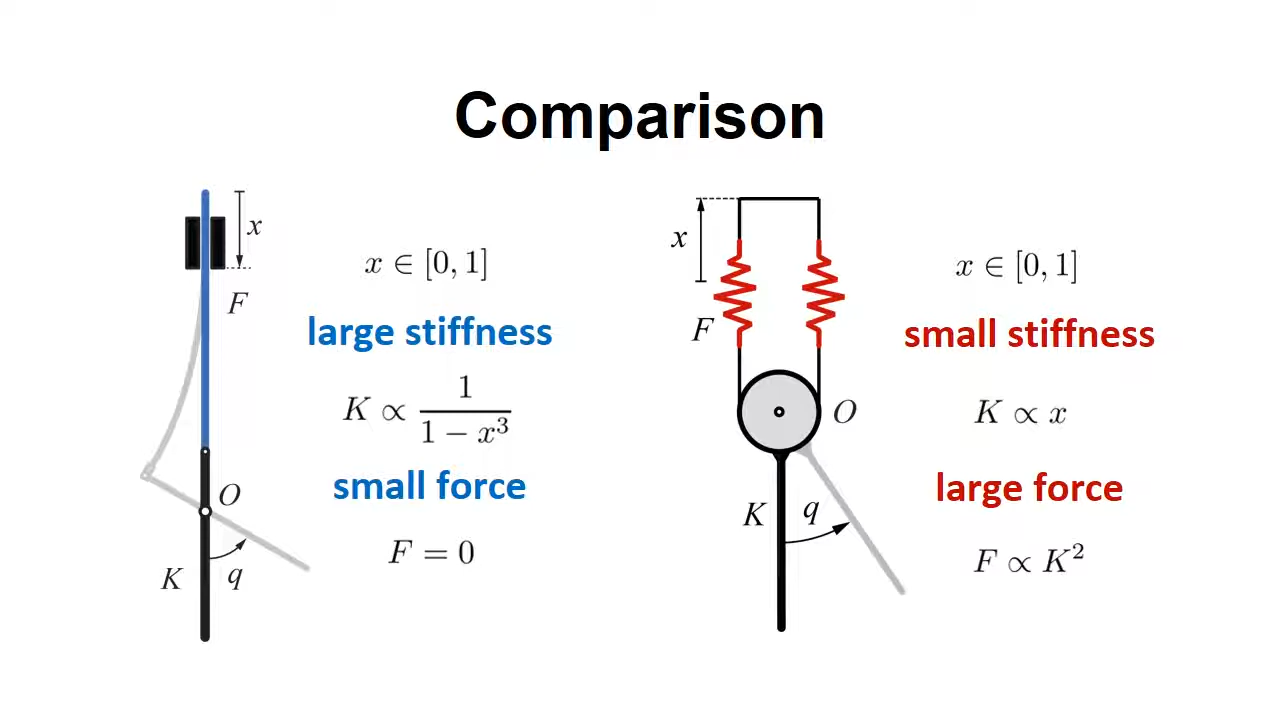 Comparison
x
F
O
K
q
x ∈ [0, 1]
large stiffness
K ∝ 1/(1 − x³)
small force
F = 0
x
F
O
K
q
x ∈ [0, 1]
small stiffness
K ∝ x
large force
F ∝ K²